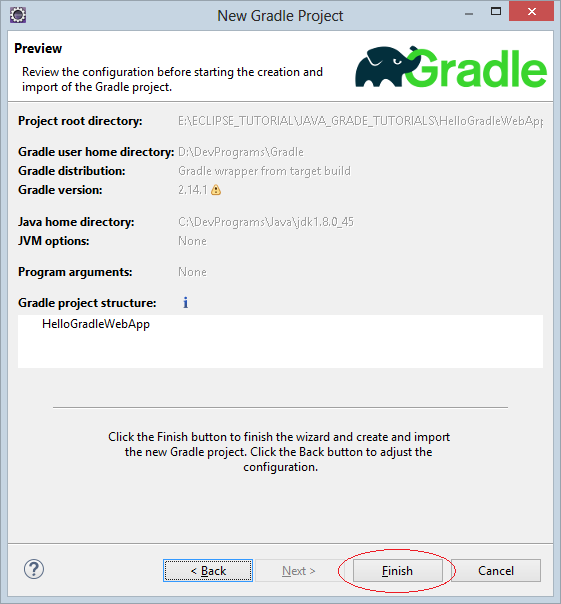 New Gradle Project
Preview
Review the configuration before starting the creation and
import of the Gradle project.
Gradle
Project root directory: E:\ECLIPSE_TUTORIAL\JAVA_GRADE_TUTORIALS\HelloGradleWebApp
Gradle user home directory: D:\DevPrograms\Gradle
Gradle distribution: Gradle wrapper from target build
Gradle version: 2.14.1
Java home directory: C:\DevPrograms\Java\jdk1.8.0_45
JVM options: None
Program arguments: None
Gradle project structure:
HelloGradleWebApp
Click the Finish button to finish the wizard and create and import
the new Gradle project. Click the Back button to adjust the
configuration.
< Back Next > Finish Cancel